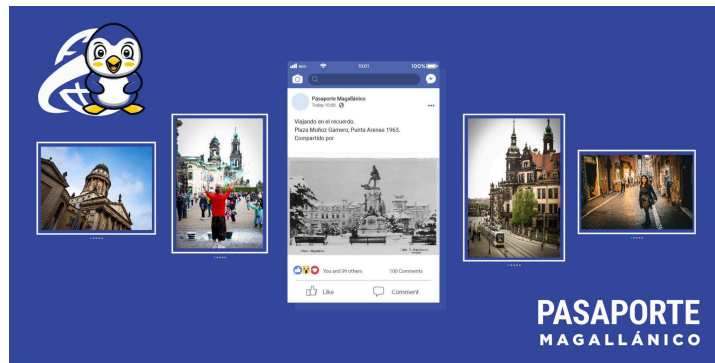 10:01
100%
Pasaporte Magallánico
Today 10:00
Viajando en el recuerdo.
Plaza Muñoz Gamero, Punta Arenas 1963.
Compartido por
You and 99 others
100 Comments
Like
Comment
PASAPORTE
MAGALLÁNICO